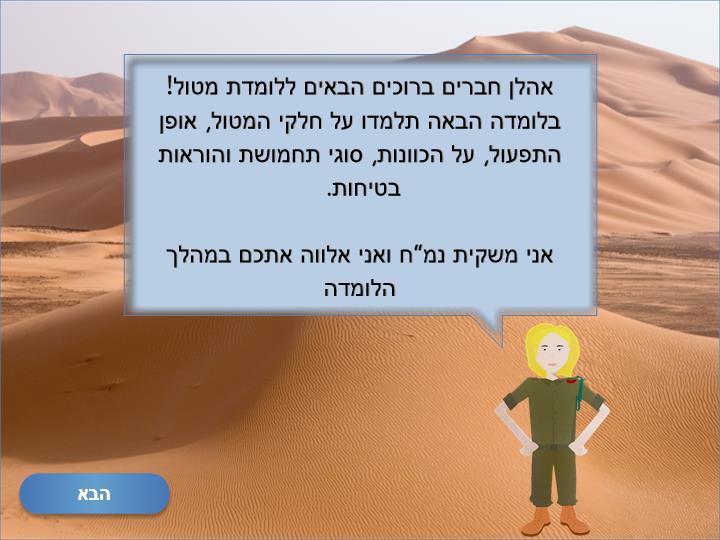 אהלן חברים ברוכים הבאים ללומדת מטול!
בלומדה הבאה תלמדו על חלקי המטול, אופן
התפעול, על הכוונות, סוגי תחמושת והוראות
בטיחות.
אני משקית נמ“ח ואני אלווה אתכם במהלך
הלומדה
הבא